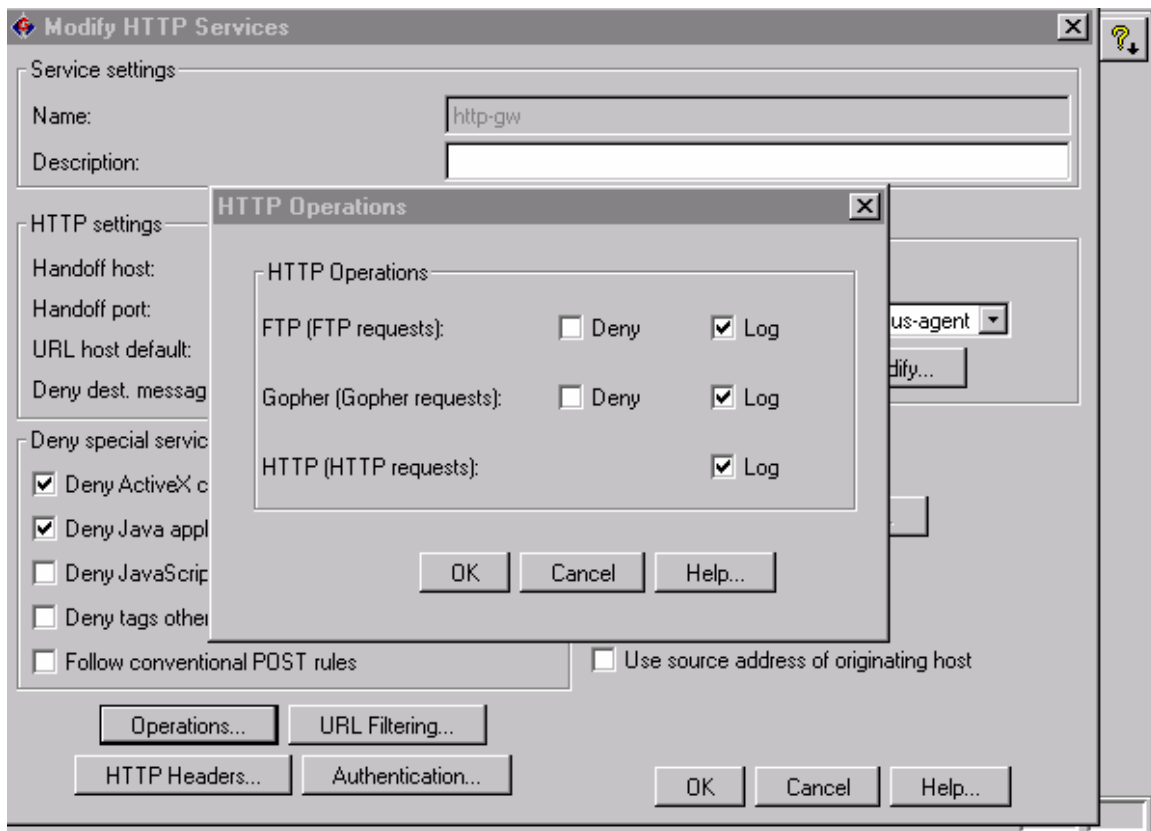 Modify HTTP Services
Service settings
Name: http-gw
Description:
HTTP Operations
HTTP settings
HTTP Operations
Handoff host:
Handoff port:
FTP (FTP requests): Deny Log
us-agent
URL host default:
dify...
Deny dest. messag
Gopher (Gopher requests): Deny Log
Deny special servic
HTTP (HTTP requests): Log
Deny ActiveX c
Deny Java appl
Deny JavaScrip
OK Cancel Help...
Deny tags other
Follow conventional POST rules
Use source address of originating host
Operations... URL Filtering...
HTTP Headers... Authentication...
OK Cancel Help...